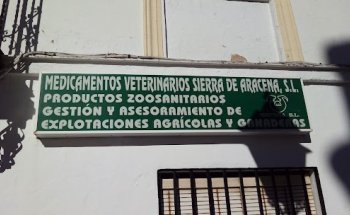 MEDICAMENTOS VETERINARIOS SIERRA DE ARACENA, S.L.
PRODUCTOS ZOOSANITARIOS
GESTIÓN Y ASESORAMIENTO DE
EXPLOTACIONES AGRÍCOLAS Y GANADERAS